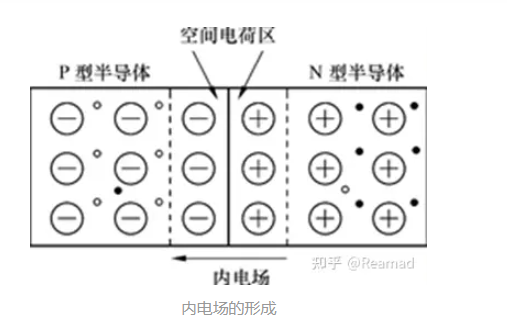 空间电荷区
P 型半导体
N 型半导体
内电场
知乎 @Reamad
内电场的形成